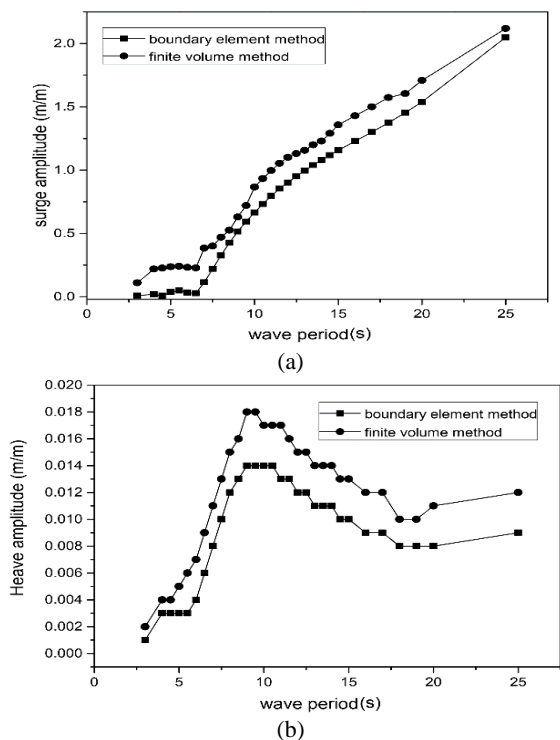 boundary element method
finite volume method
2.0
1.5
1.0
0.5
0.0
surge amplitude (m/m)
0 5 10 15 20 25
wave period(s)
(a)
boundary element method
finite volume method
0.020
0.018
0.016
0.014
0.012
0.010
0.008
0.006
0.004
0.002
0.000
Heave amplitude (m/m)
0 5 10 15 20 25
wave period(s)
(b)